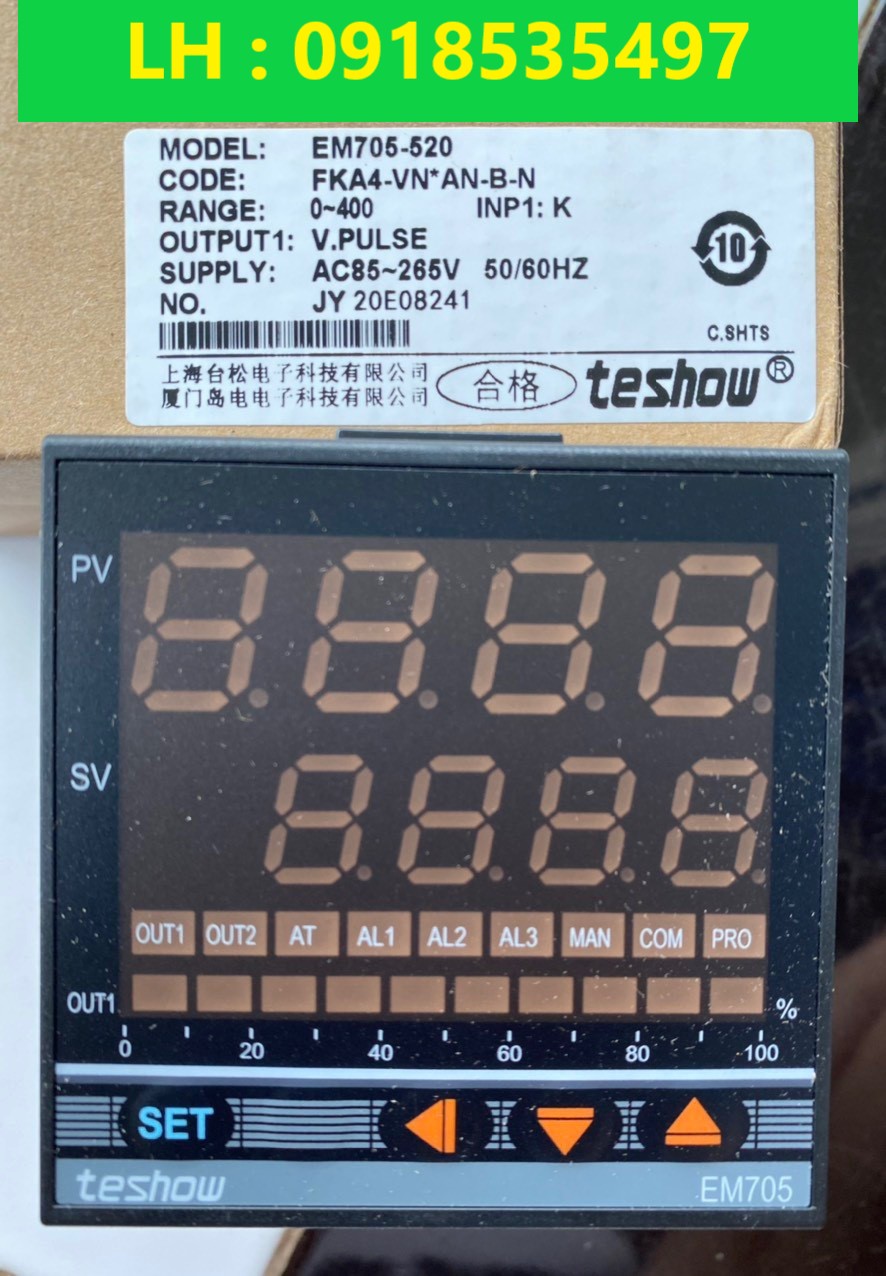 LH : 0918535497
MODEL: EM705-520
CODE: FKA4-VN*AN-B-N
RANGE: 0~400 INP1: K
OUTPUT1: V.PULSE
SUPPLY: AC85~265V 50/60HZ
NO. JY 20E08241
10
C.SHTS
上海台松电子科技有限公司
厦门岛电电子科技有限公司
合格
teshow®
PV
SV
OUT1 OUT2 AT AL1 AL2 AL3 MAN COM PRO
OUT1 %
0 20 40 60 80 100
SET
teshow EM705